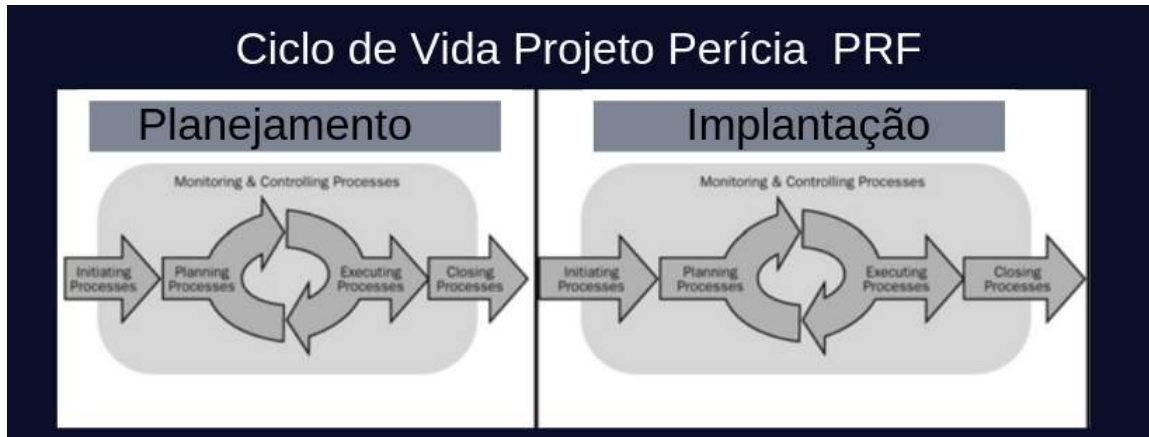 Ciclo de Vida Projeto Perícia PRF
Planejamento
Monitoring & Controlling Processes
Initiating
Processes
Planning
Processes
Executing
Processes
Closing
Processes
Implantação
Monitoring & Controlling Processes
Initiating
Processes
Planning
Processes
Executing
Processes
Closing
Processes